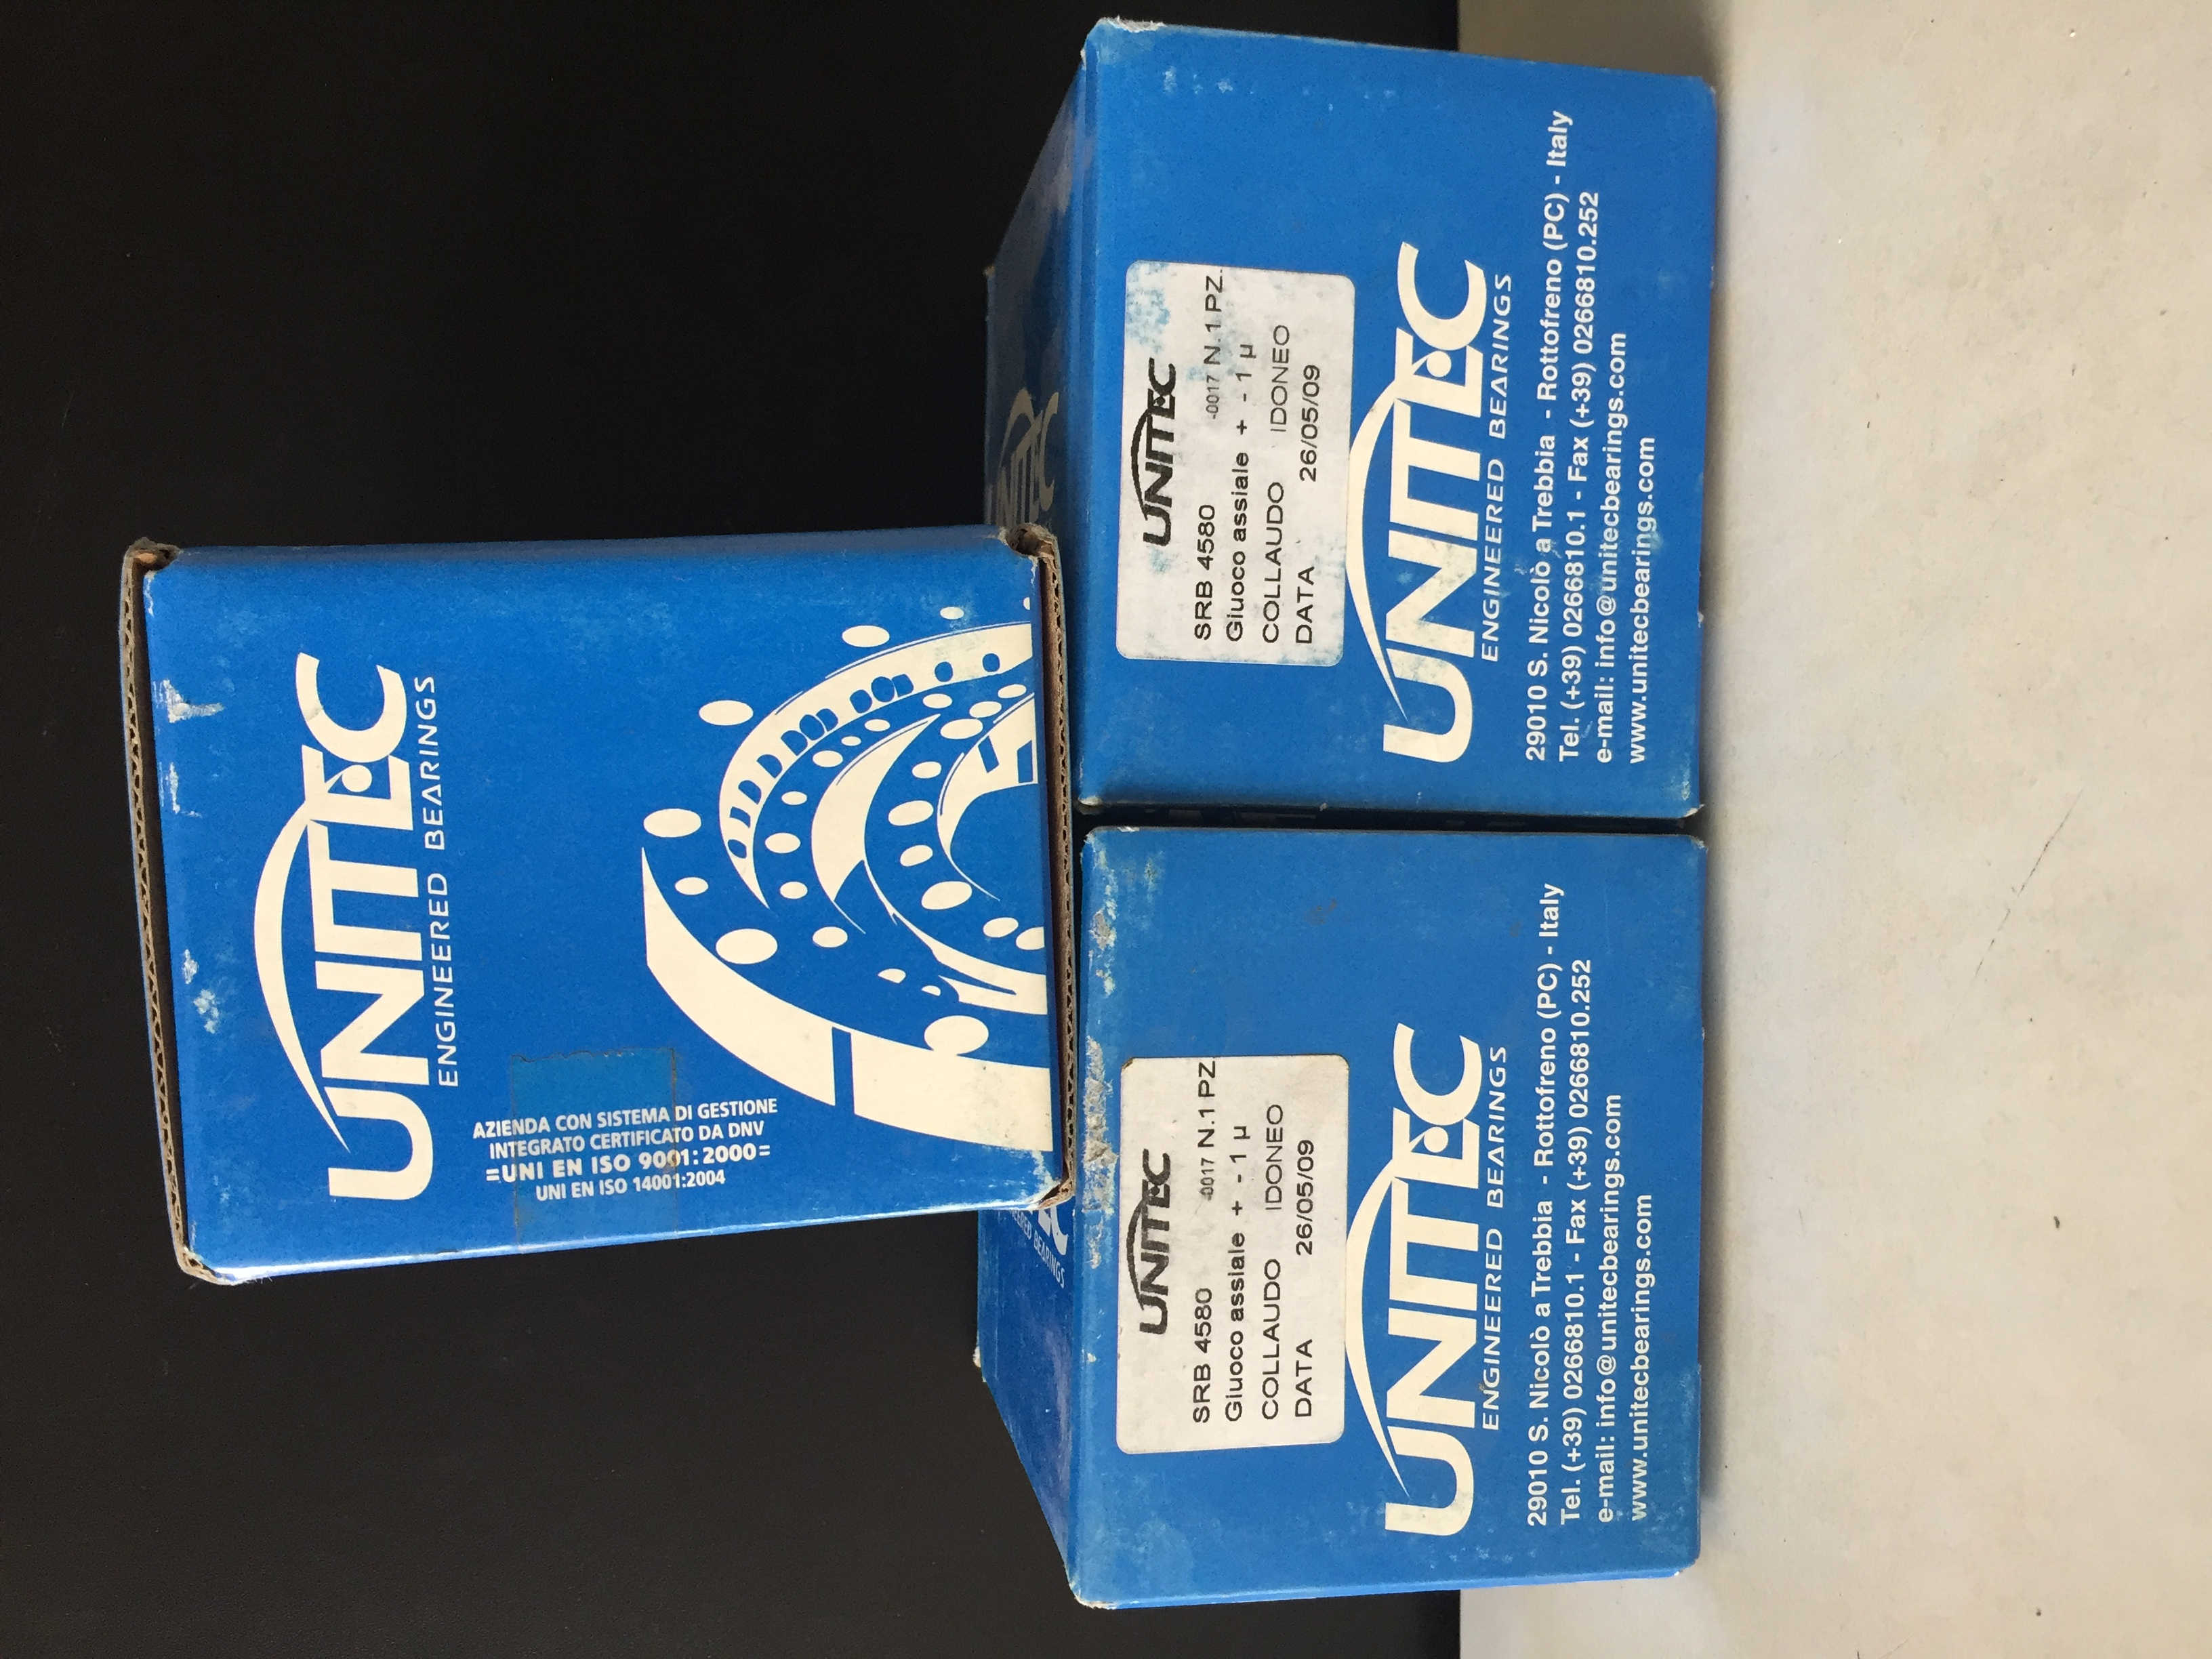 UNITEC
ENGINEERED BEARINGS
AZIENDA CON SISTEMA DI GESTIONE
INTEGRATO CERTIFICATO DA DNV
=UNI EN ISO 9001:2000=
UNI EN ISO 14001:2004
EC
EERED BEARINGS
UNITEC
UNITEC
SRB 4580 -0017 N.1 PZ
Giuoco assiale + - 1 µ
COLLAUDO IDONEO
DATA 26/05/09
UNITEC
ENGINEERED BEARINGS
29010 S. Nicolò a Trebbia - Rottofreno (PC) - Italy
Tel. (+39) 0266810.1 - Fax (+39) 0266810.252
e-mail: info@unitecbearings.com
www.unitecbearings.com
UNITEC
SRB 4580 -0017 N.1 PZ.
Giuoco assiale + - 1 µ
COLLAUDO IDONEO
DATA 26/05/09
UNITEC
ENGINEERED BEARINGS
29010 S. Nicolò a Trebbia - Rottofreno (PC) - Italy
Tel. (+39) 0266810.1 - Fax (+39) 0266810.252
e-mail: info@unitecbearings.com
www.unitecbearings.com